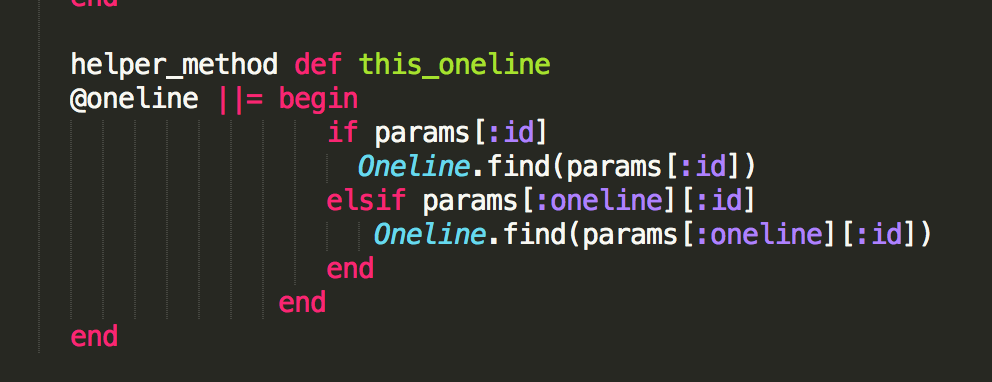 end
helper_method def this_oneline
@oneline ||= begin
if params[:id]
Oneline.find(params[:id])
elsif params[:oneline][:id]
Oneline.find(params[:oneline][:id])
end
end
end